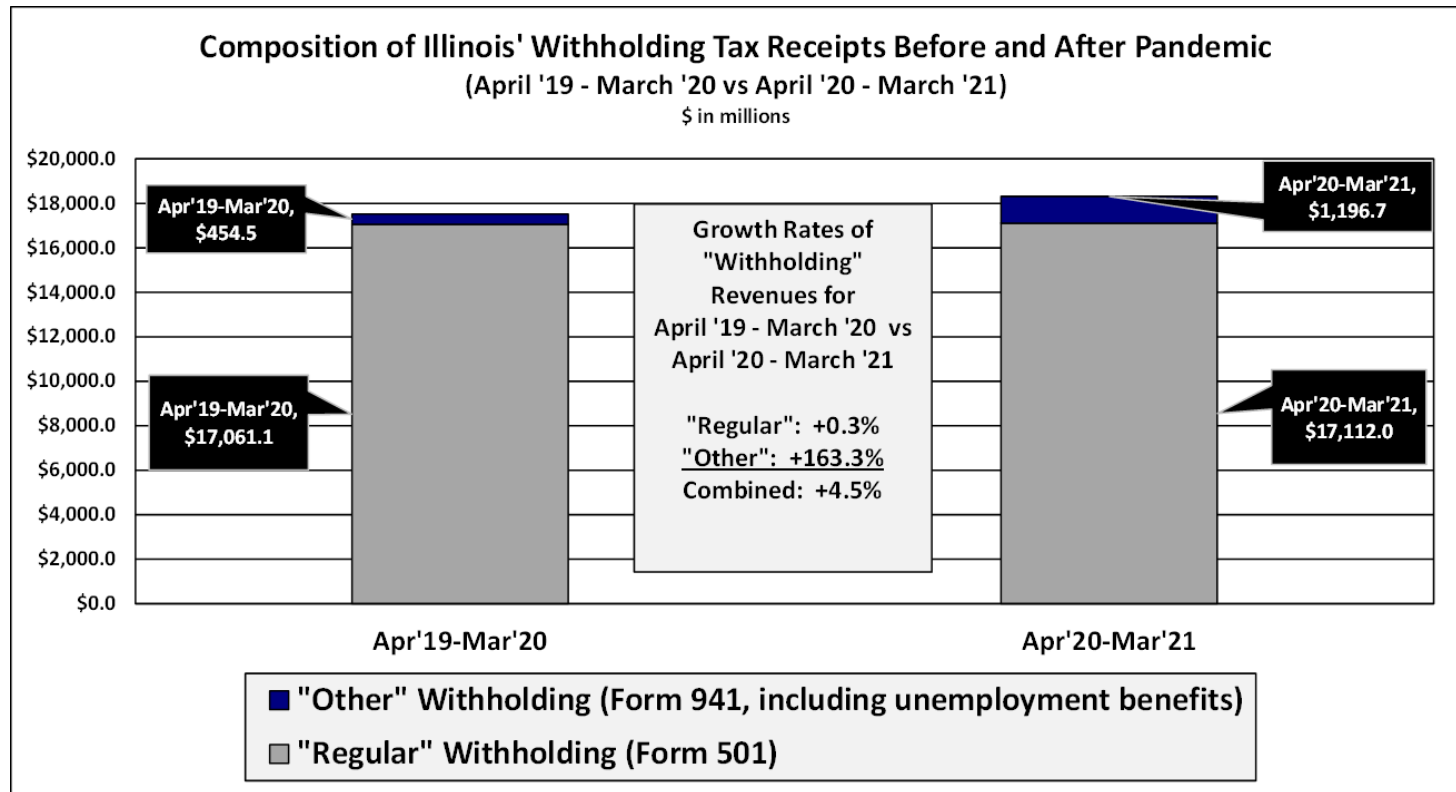 Composition of Illinois' Withholding Tax Receipts Before and After Pandemic
(April '19 - March '20 vs April '20 - March '21)
$ in millions
$20,000.0
$18,000.0
$16,000.0
$14,000.0
$12,000.0
$10,000.0
$8,000.0
$6,000.0
$4,000.0
$2,000.0
$0.0
Apr'19-Mar'20,
$454.5
Apr'19-Mar'20,
$17,061.1
Growth Rates of
"Withholding"
Revenues for
April '19 - March '20 vs
April '20 - March '21
"Regular": +0.3%
"Other": +163.3%
Combined: +4.5%
Apr'20-Mar'21,
$1,196.7
Apr'20-Mar'21,
$17,112.0
Apr'19-Mar'20
Apr'20-Mar'21
"Other" Withholding (Form 941, including unemployment benefits)
"Regular" Withholding (Form 501)